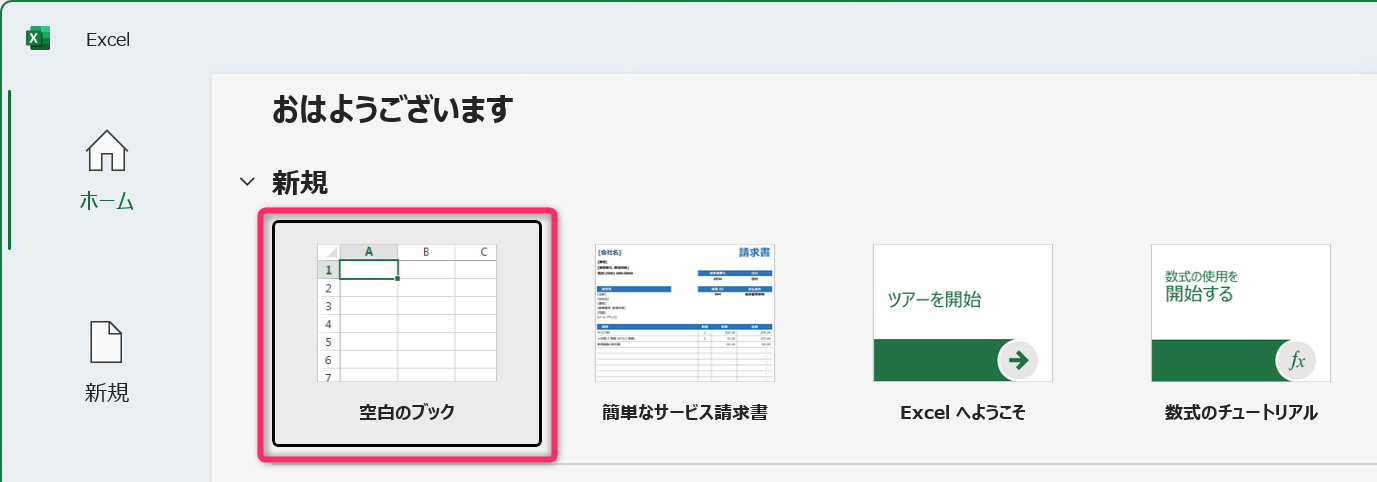 Excel
おはようございます
ホーム
新規
新規
A B C
1
2
3
4
5
6
7
空白のブック
[会社名] 請求書
簡単なサービス請求書
ツアーを開始
Excel へようこそ
数式の使用を
開始する
fx
数式のチュートリアル